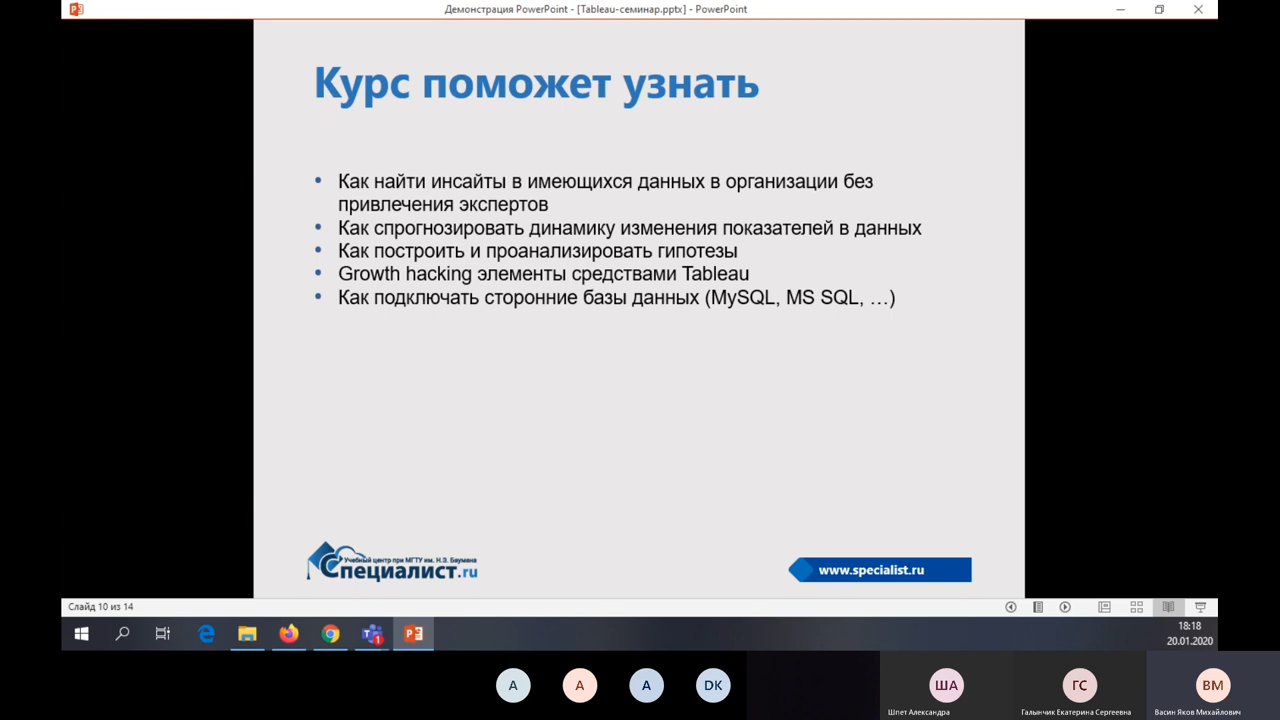 Демонстрация PowerPoint - [Tableau-семинар.pptx] - PowerPoint
Курс поможет узнать
• Как найти инсайты в имеющихся данных в организации без
привлечения экспертов
• Как спрогнозировать динамику изменения показателей в данных
• Как построить и проанализировать гипотезы
• Growth hacking элементы средствами Tableau
• Как подключать сторонние базы данных (MySQL, MS SQL, …)
Учебный центр при МГТУ им. Н.Э. Баумана
Специалист.ru
www.specialist.ru
Слайд 10 из 14
18:18
20.01.2020
1
А
А
А
DK
ША
ГС
ВМ
Шпет Александра
Галынчик Екатерина Сергеевна
Васин Яков Михайлович